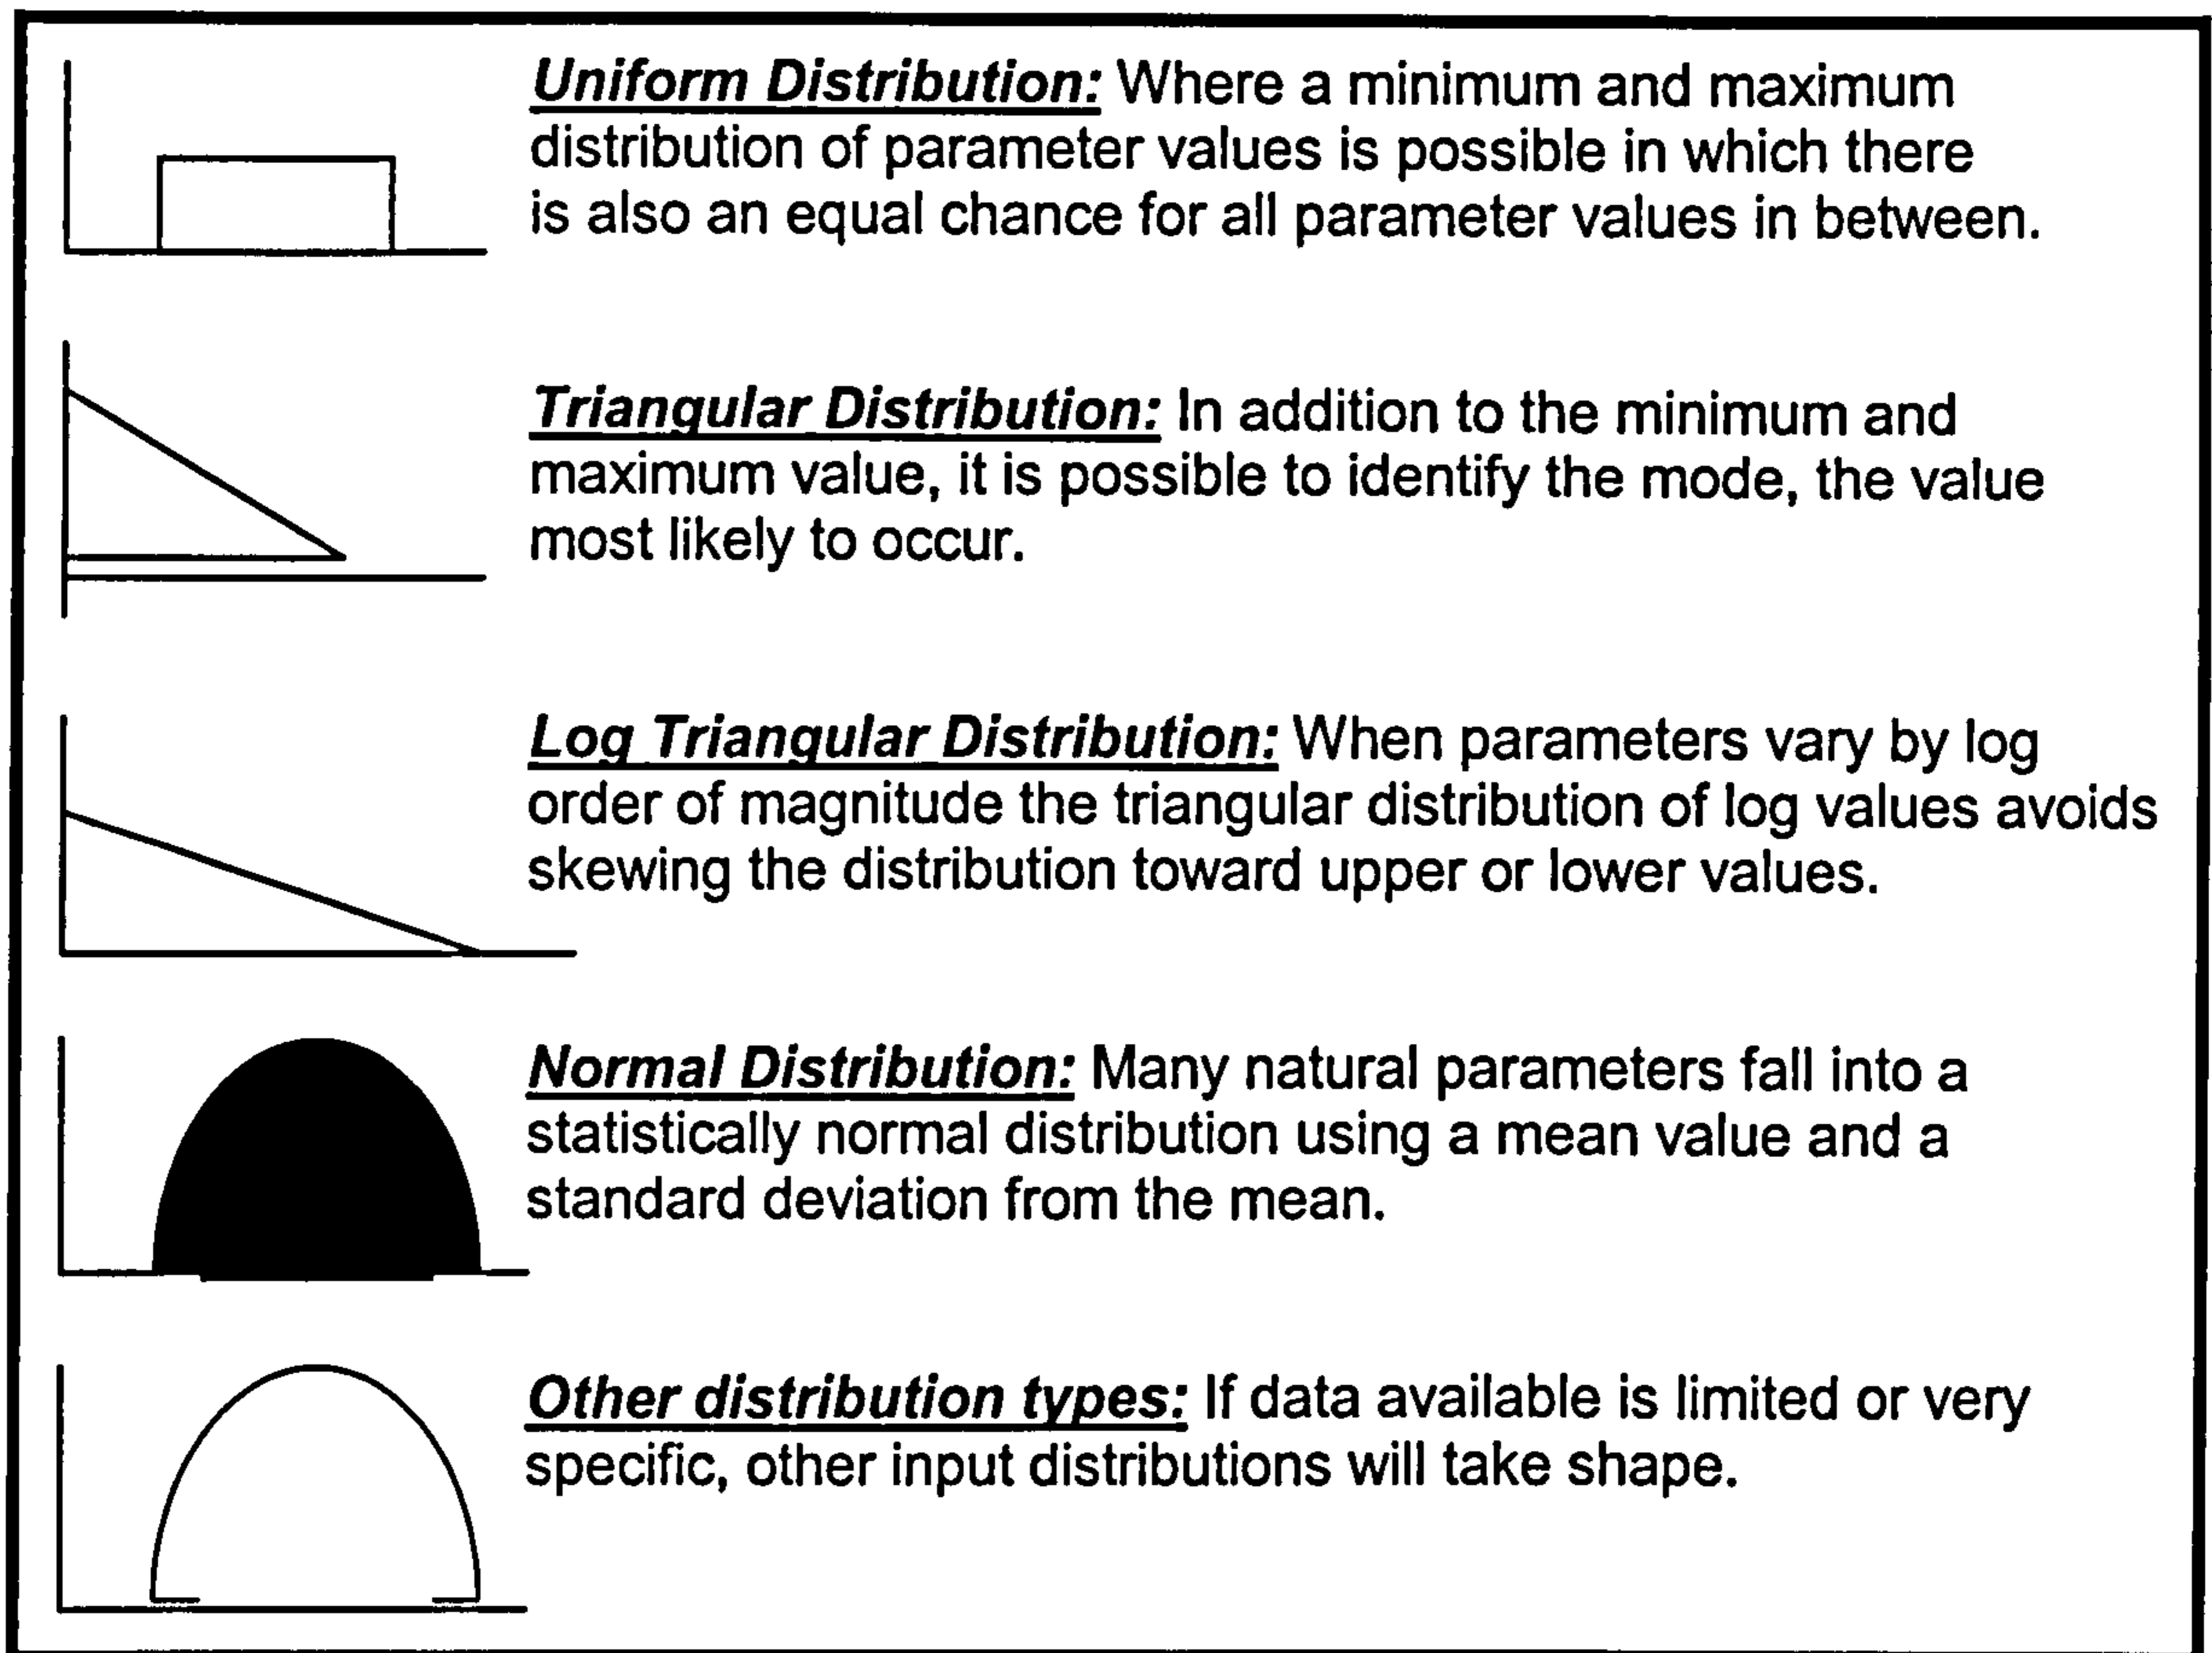 Uniform Distribution: Where a minimum and maximum
distribution of parameter values is possible in which there
is also an equal chance for all parameter values in between.
Triangular Distribution: In addition to the minimum and
maximum value, it is possible to identify the mode, the value
most likely to occur.
Log Triangular Distribution: When parameters vary by log
order of magnitude the triangular distribution of log values avoids
skewing the distribution toward upper or lower values.
Normal Distribution: Many natural parameters fall into a
statistically normal distribution using a mean value and a
standard deviation from the mean.
Other distribution types: If data available is limited or very
specific, other input distributions will take shape.